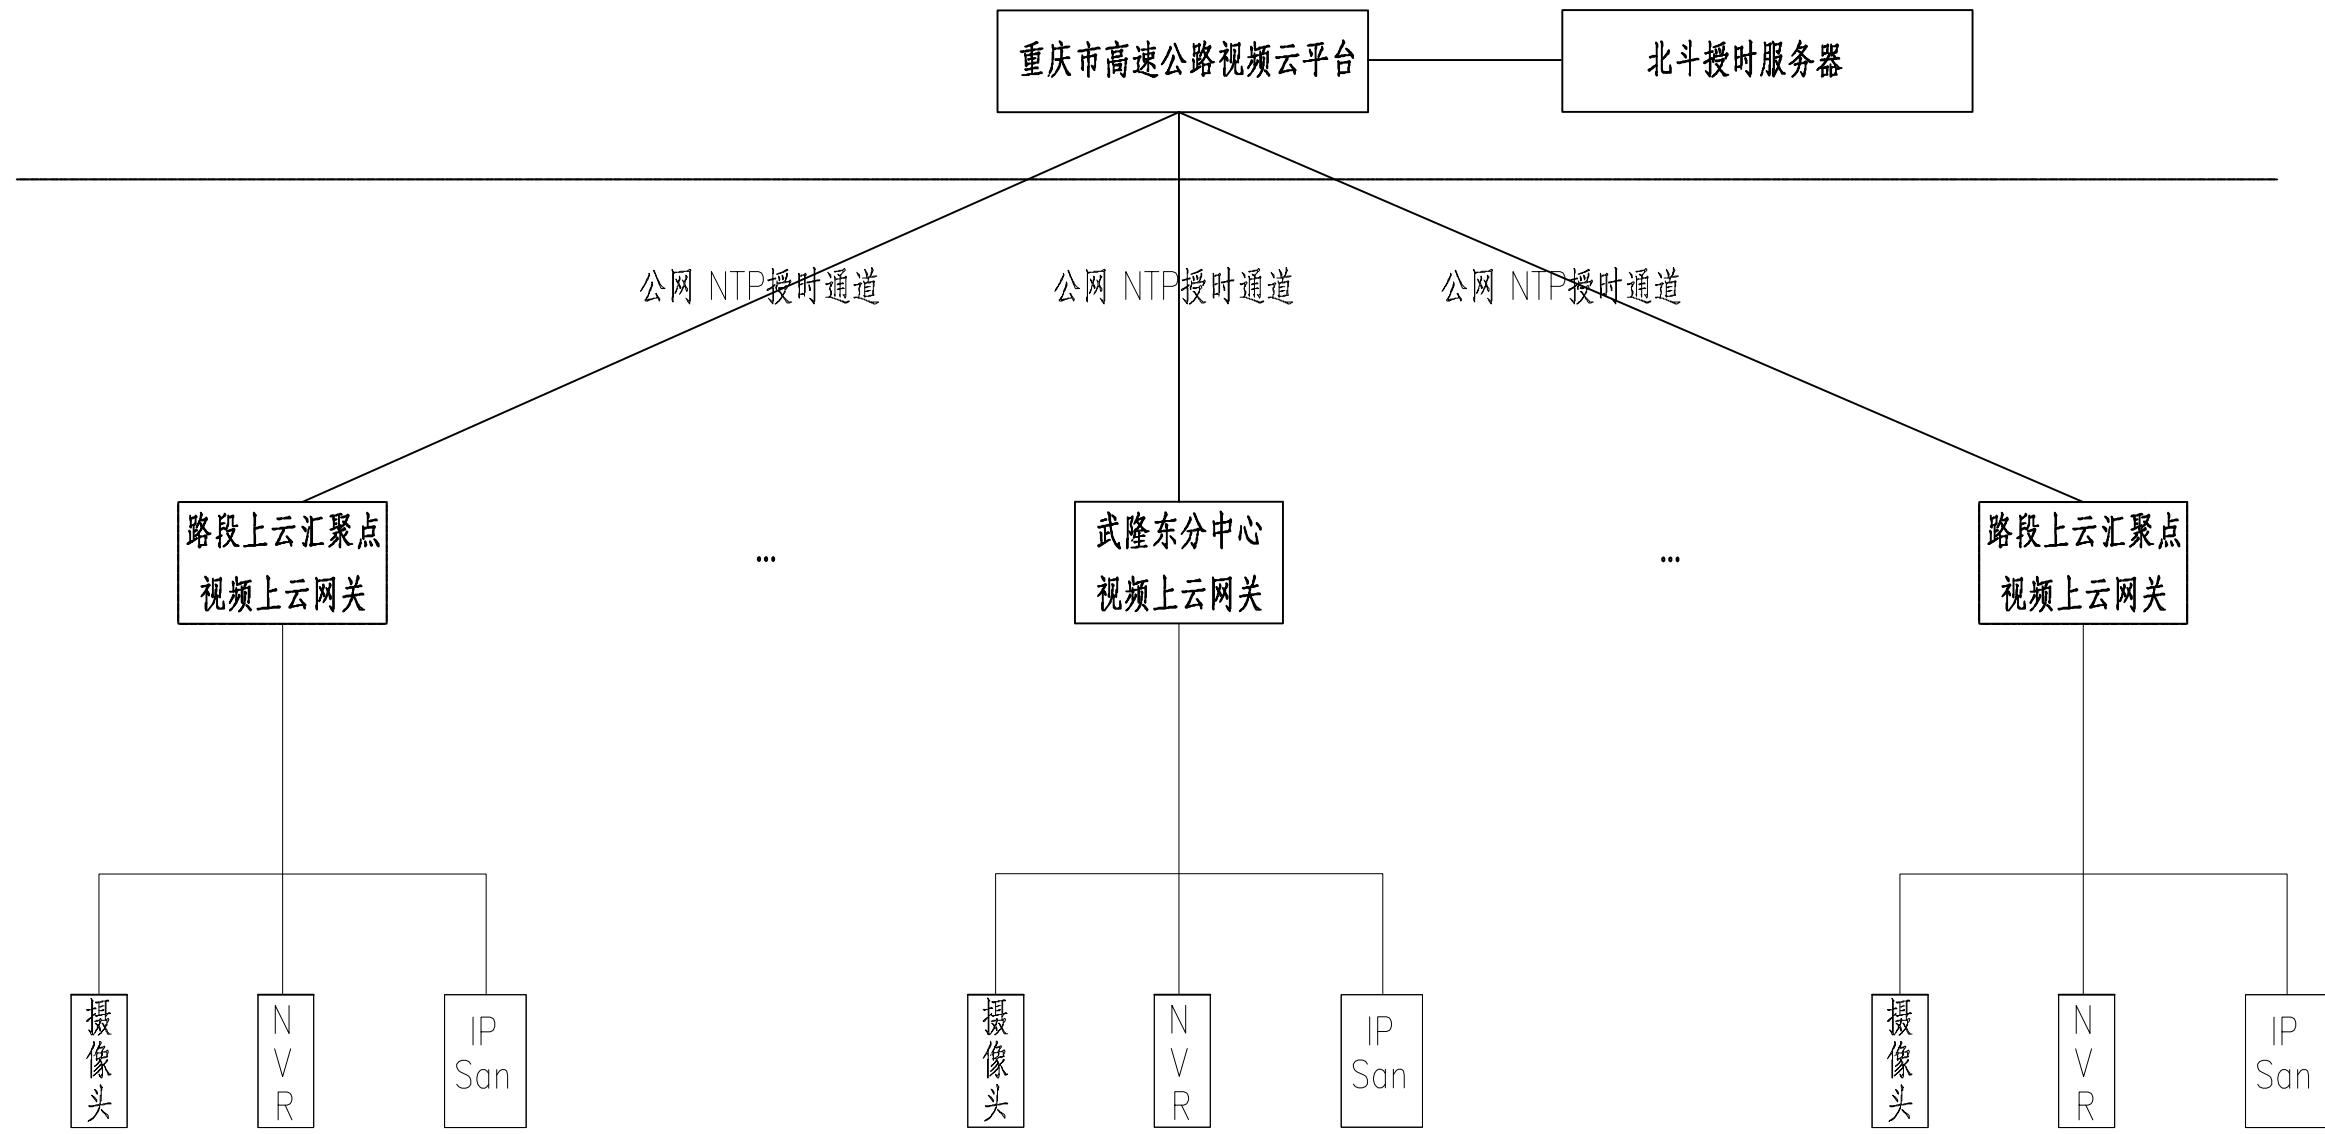 重庆市高速公路视频云平台
北斗授时服务器
公网 NTP授时通道
公网 NTP授时通道
公网 NTP授时通道
路段上云汇聚点
视频上云网关
...
武隆东分中心
视频上云网关
...
路段上云汇聚点
视频上云网关
摄像头
NVR
IP
San
摄像头
NVR
IP
San
摄像头
NVR
IP
San